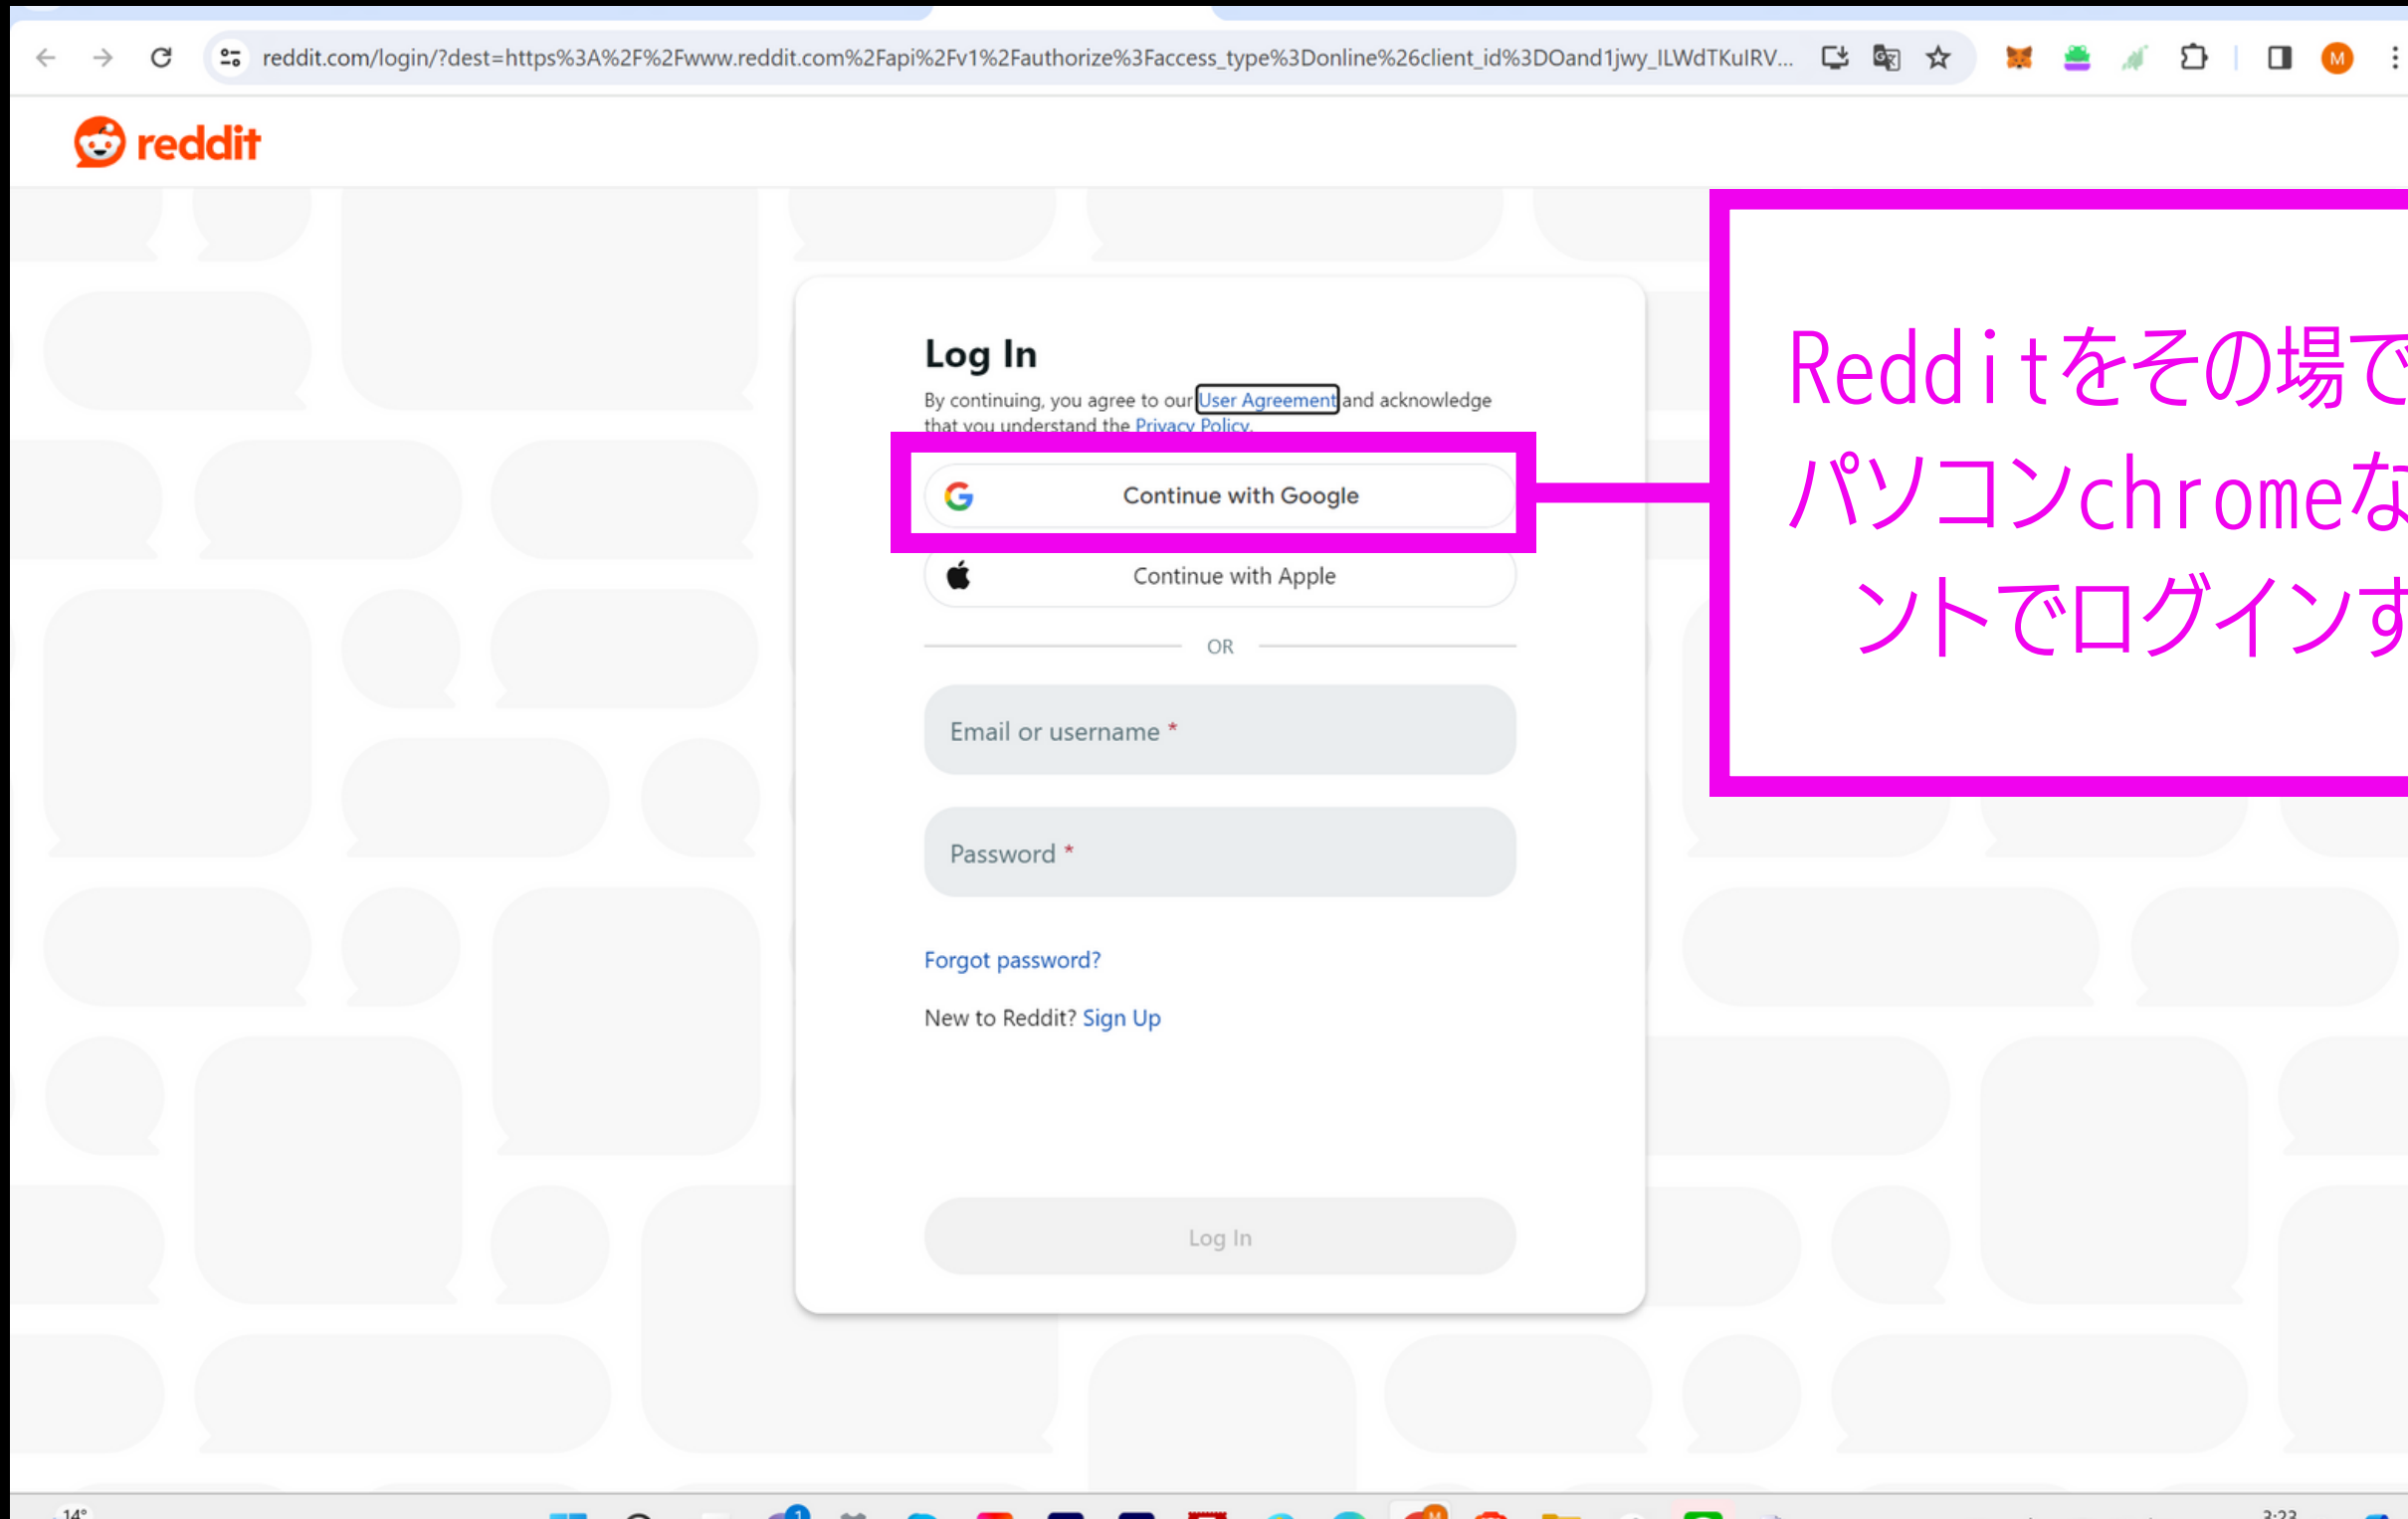 reddit.com/login/?dest=https%3A%2F%2Fwww.reddit.com%2Fapi%2Fv1%2Fauthorize%3Faccess_type%3Donline%26client_id%3DOand1jwy_ILWdTKuIRV...
M
reddit
Log In
By continuing, you agree to our User Agreement and acknowledge
that you understand the Privacy Policy.
Continue with Google
Continue with Apple
OR
Email or username *
Password *
Forgot password?
New to Reddit? Sign Up
Log In
Redditをその場で
パソコンchromeな
ントでログインす
14°
1
M
3:23